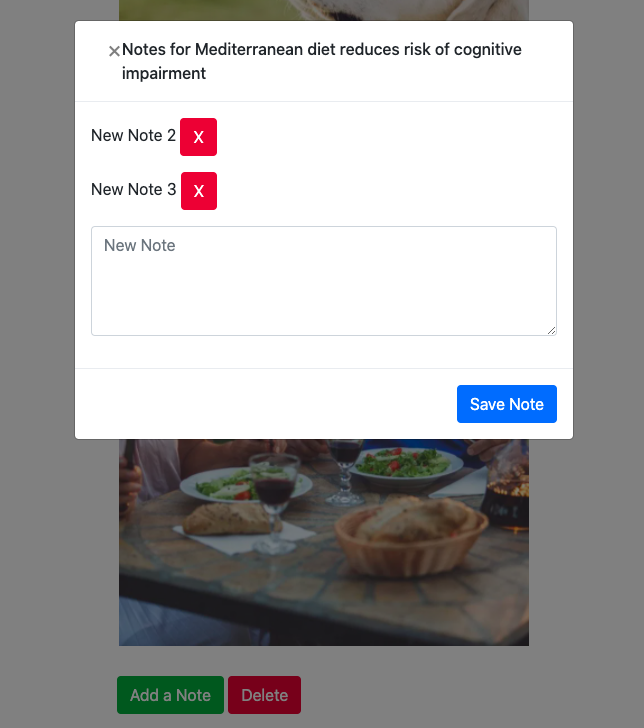 ×Notes for Mediterranean diet reduces risk of cognitive
impairment
New Note 2 X
New Note 3 X
New Note
Save Note
Add a Note Delete